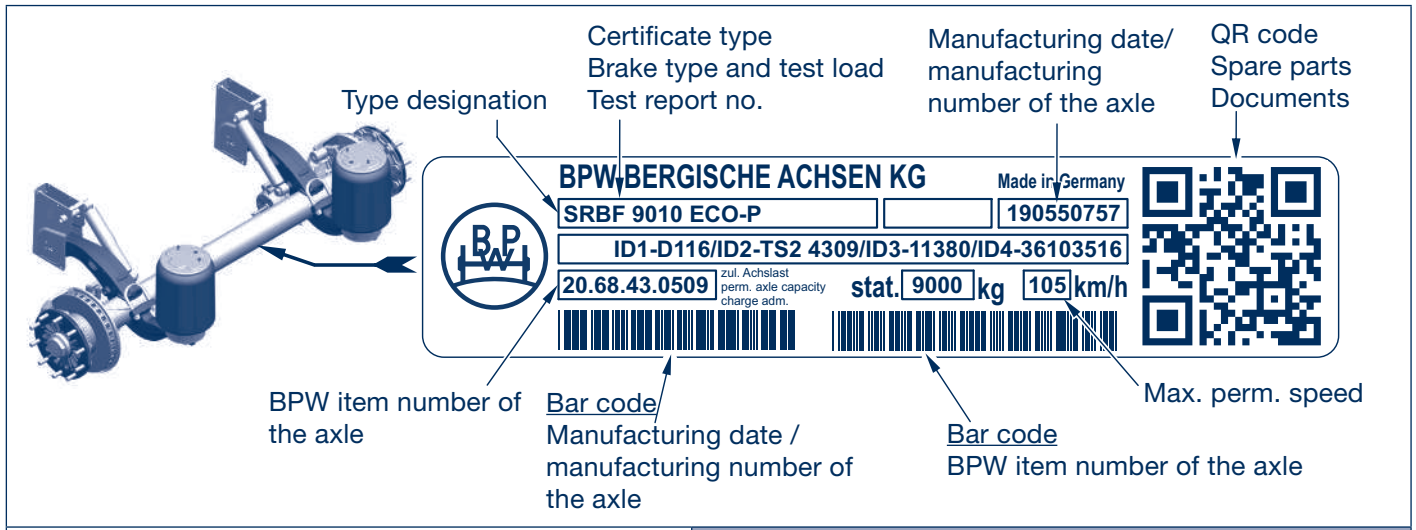 Certificate type
Brake type and test load
Test report no.
Manufacturing date/
manufacturing
number of the axle
QR code
Spare parts
Documents
Type designation
BPW BERGISCHE ACHSEN KG
Made in Germany
SRBF 9010 ECO-P
190550757
ID1-D116/ID2-TS2 4309/ID3-11380/ID4-36103516
BPW
20.68.43.0509
zul. Achslast
perm. axle capacity
charge adm.
stat. 9000 kg
105 km/h
BPW item number of
the axle
Bar code
Manufacturing date /
manufacturing number of
the axle
Bar code
BPW item number of the axle
Max. perm. speed